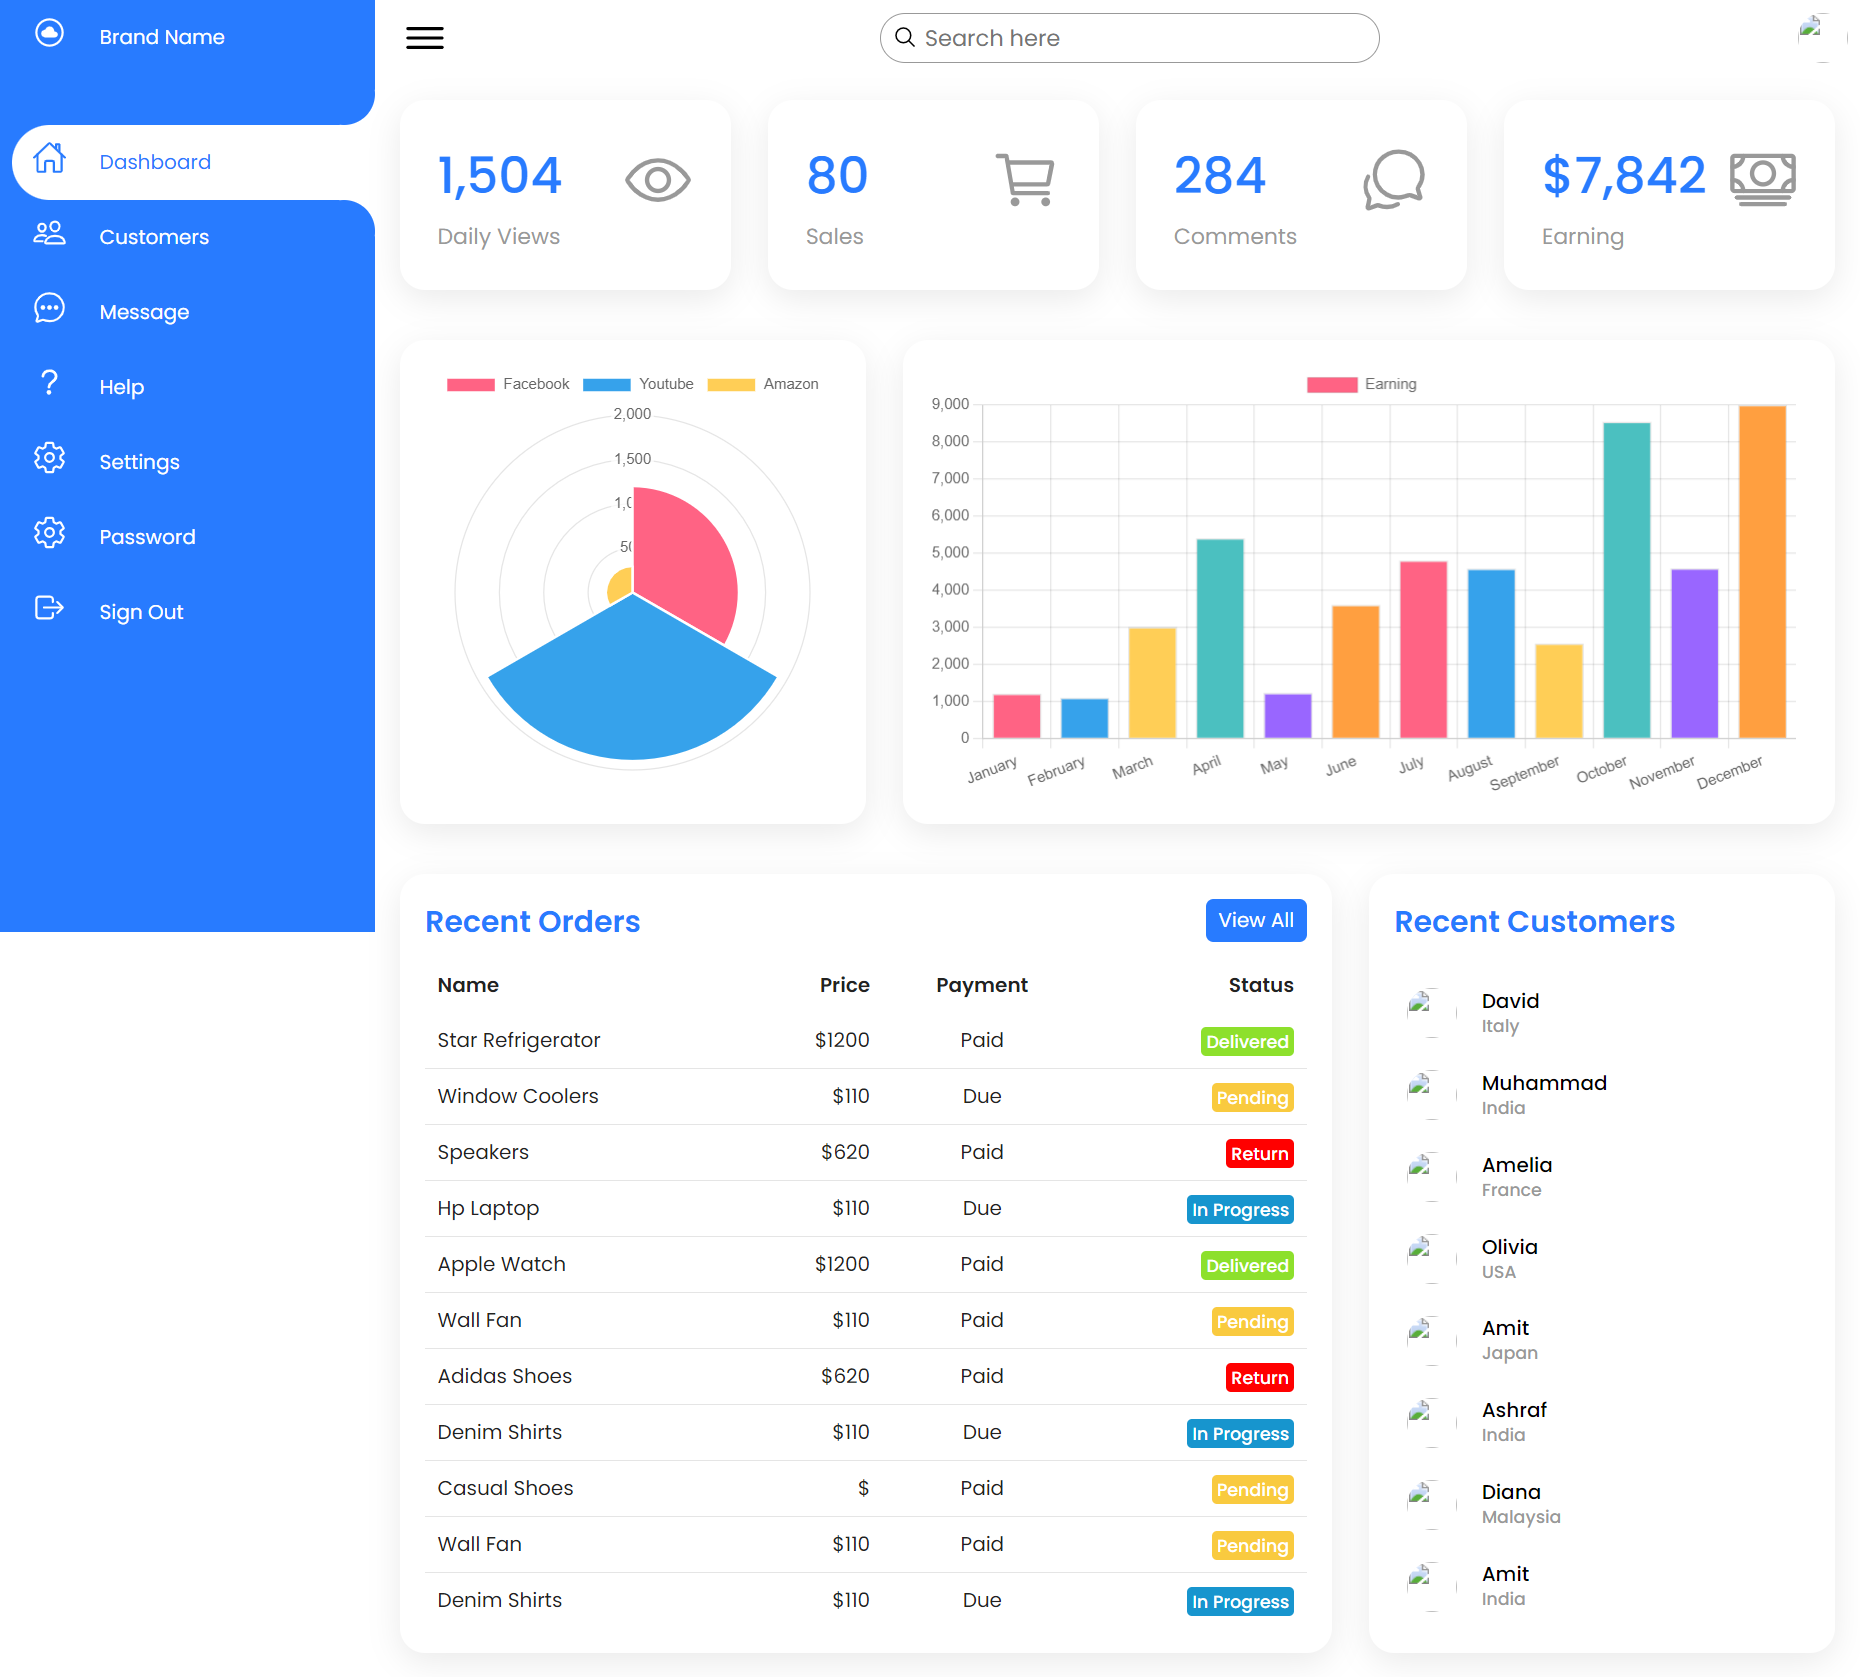 Brand Name
Dashboard
Customers
Message
Help
Settings
Password
Sign Out
Search here
1,504
Daily Views
80
Sales
284
Comments
$7,842
Earning
Facebook Youtube Amazon
2,000
1,500
1,0
50
Earning
9,000
8,000
7,000
6,000
5,000
4,000
3,000
2,000
1,000
0
January February March April May June July August September October November December
Recent Orders
View All
Name Price Payment Status
Star Refrigerator $1200 Paid Delivered
Window Coolers $110 Due Pending
Speakers $620 Paid Return
Hp Laptop $110 Due In Progress
Apple Watch $1200 Paid Delivered
Wall Fan $110 Paid Pending
Adidas Shoes $620 Paid Return
Denim Shirts $110 Due In Progress
Casual Shoes $ Paid Pending
Wall Fan $110 Paid Pending
Denim Shirts $110 Due In Progress
Recent Customers
David
Italy
Muhammad
India
Amelia
France
Olivia
USA
Amit
Japan
Ashraf
India
Diana
Malaysia
Amit
India